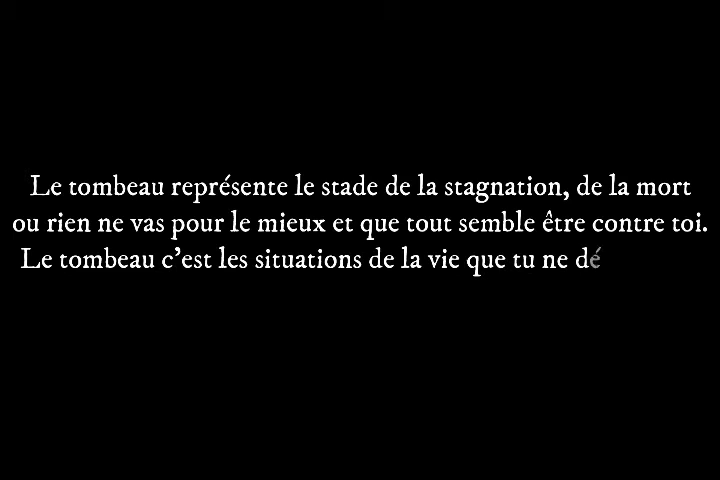 Le tombeau représente le stade de la stagnation, de la mort
ou rien ne vas pour le mieux et que tout semble être contre toi.
Le tombeau c'est les situations de la vie que tu ne dé